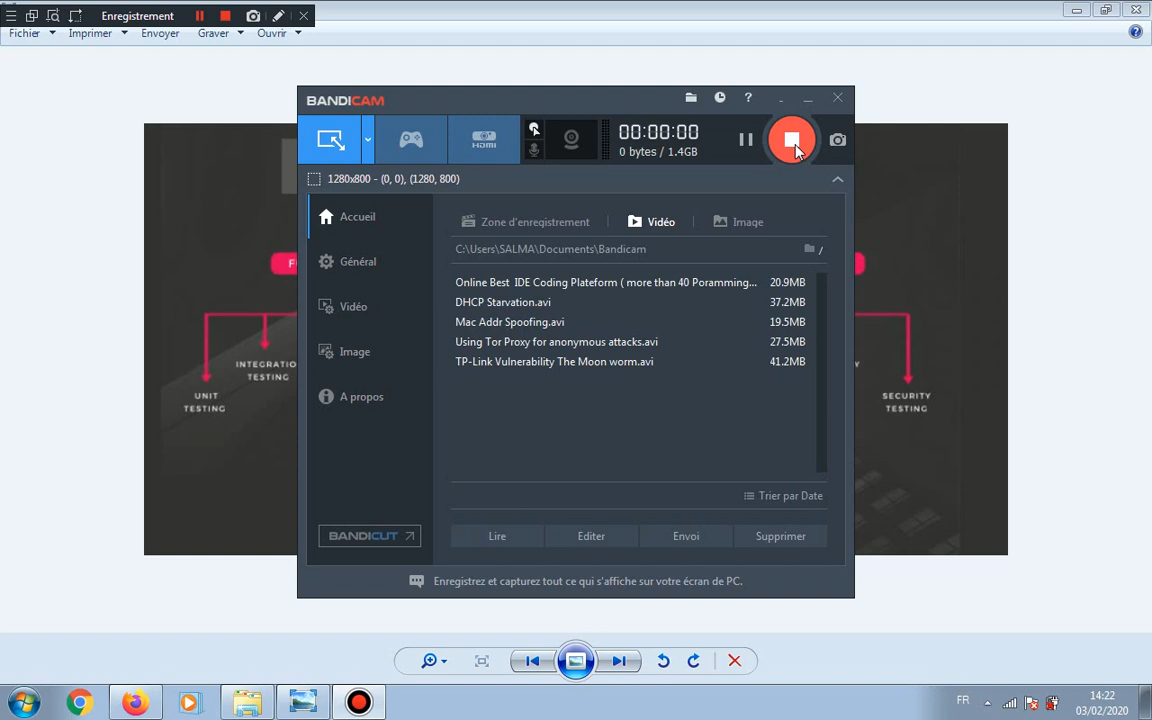 Enregistrement
Fichier Imprimer Envoyer Graver Ouvrir
BANDICAM
HDMI
00:00:00
0 bytes / 1.4GB
1280x800 - (0, 0), (1280, 800)
Accueil
Général
Vidéo
Image
A propos
BANDICUT
Zone d'enregistrement Vidéo Image
C:\Users\SALMA\Documents\Bandicam /
Online Best IDE Coding Plateform ( more than 40 Poramming... 20.9MB
DHCP Starvation.avi 37.2MB
Mac Addr Spoofing.avi 19.5MB
Using Tor Proxy for anonymous attacks.avi 27.5MB
TP-Link Vulnerability The Moon worm.avi 41.2MB
Trier par Date
Lire Editer Envoi Supprimer
Enregistrez et capturez tout ce qui s'affiche sur votre écran de PC.
UNIT
TESTING
INTEGRATION
TESTING
SECURITY
TESTING
FR
14:22
03/02/2020